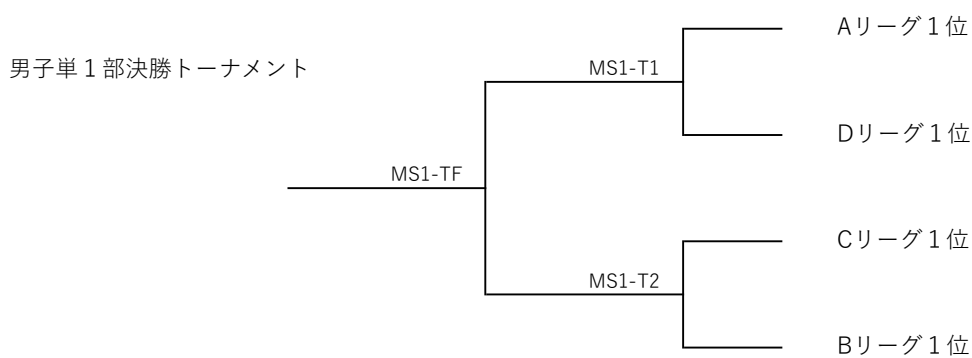 Aリーグ１位
男子単１部決勝トーナメント
MS1-T1
Dリーグ１位
MS1-TF
Cリーグ１位
MS1-T2
Bリーグ１位